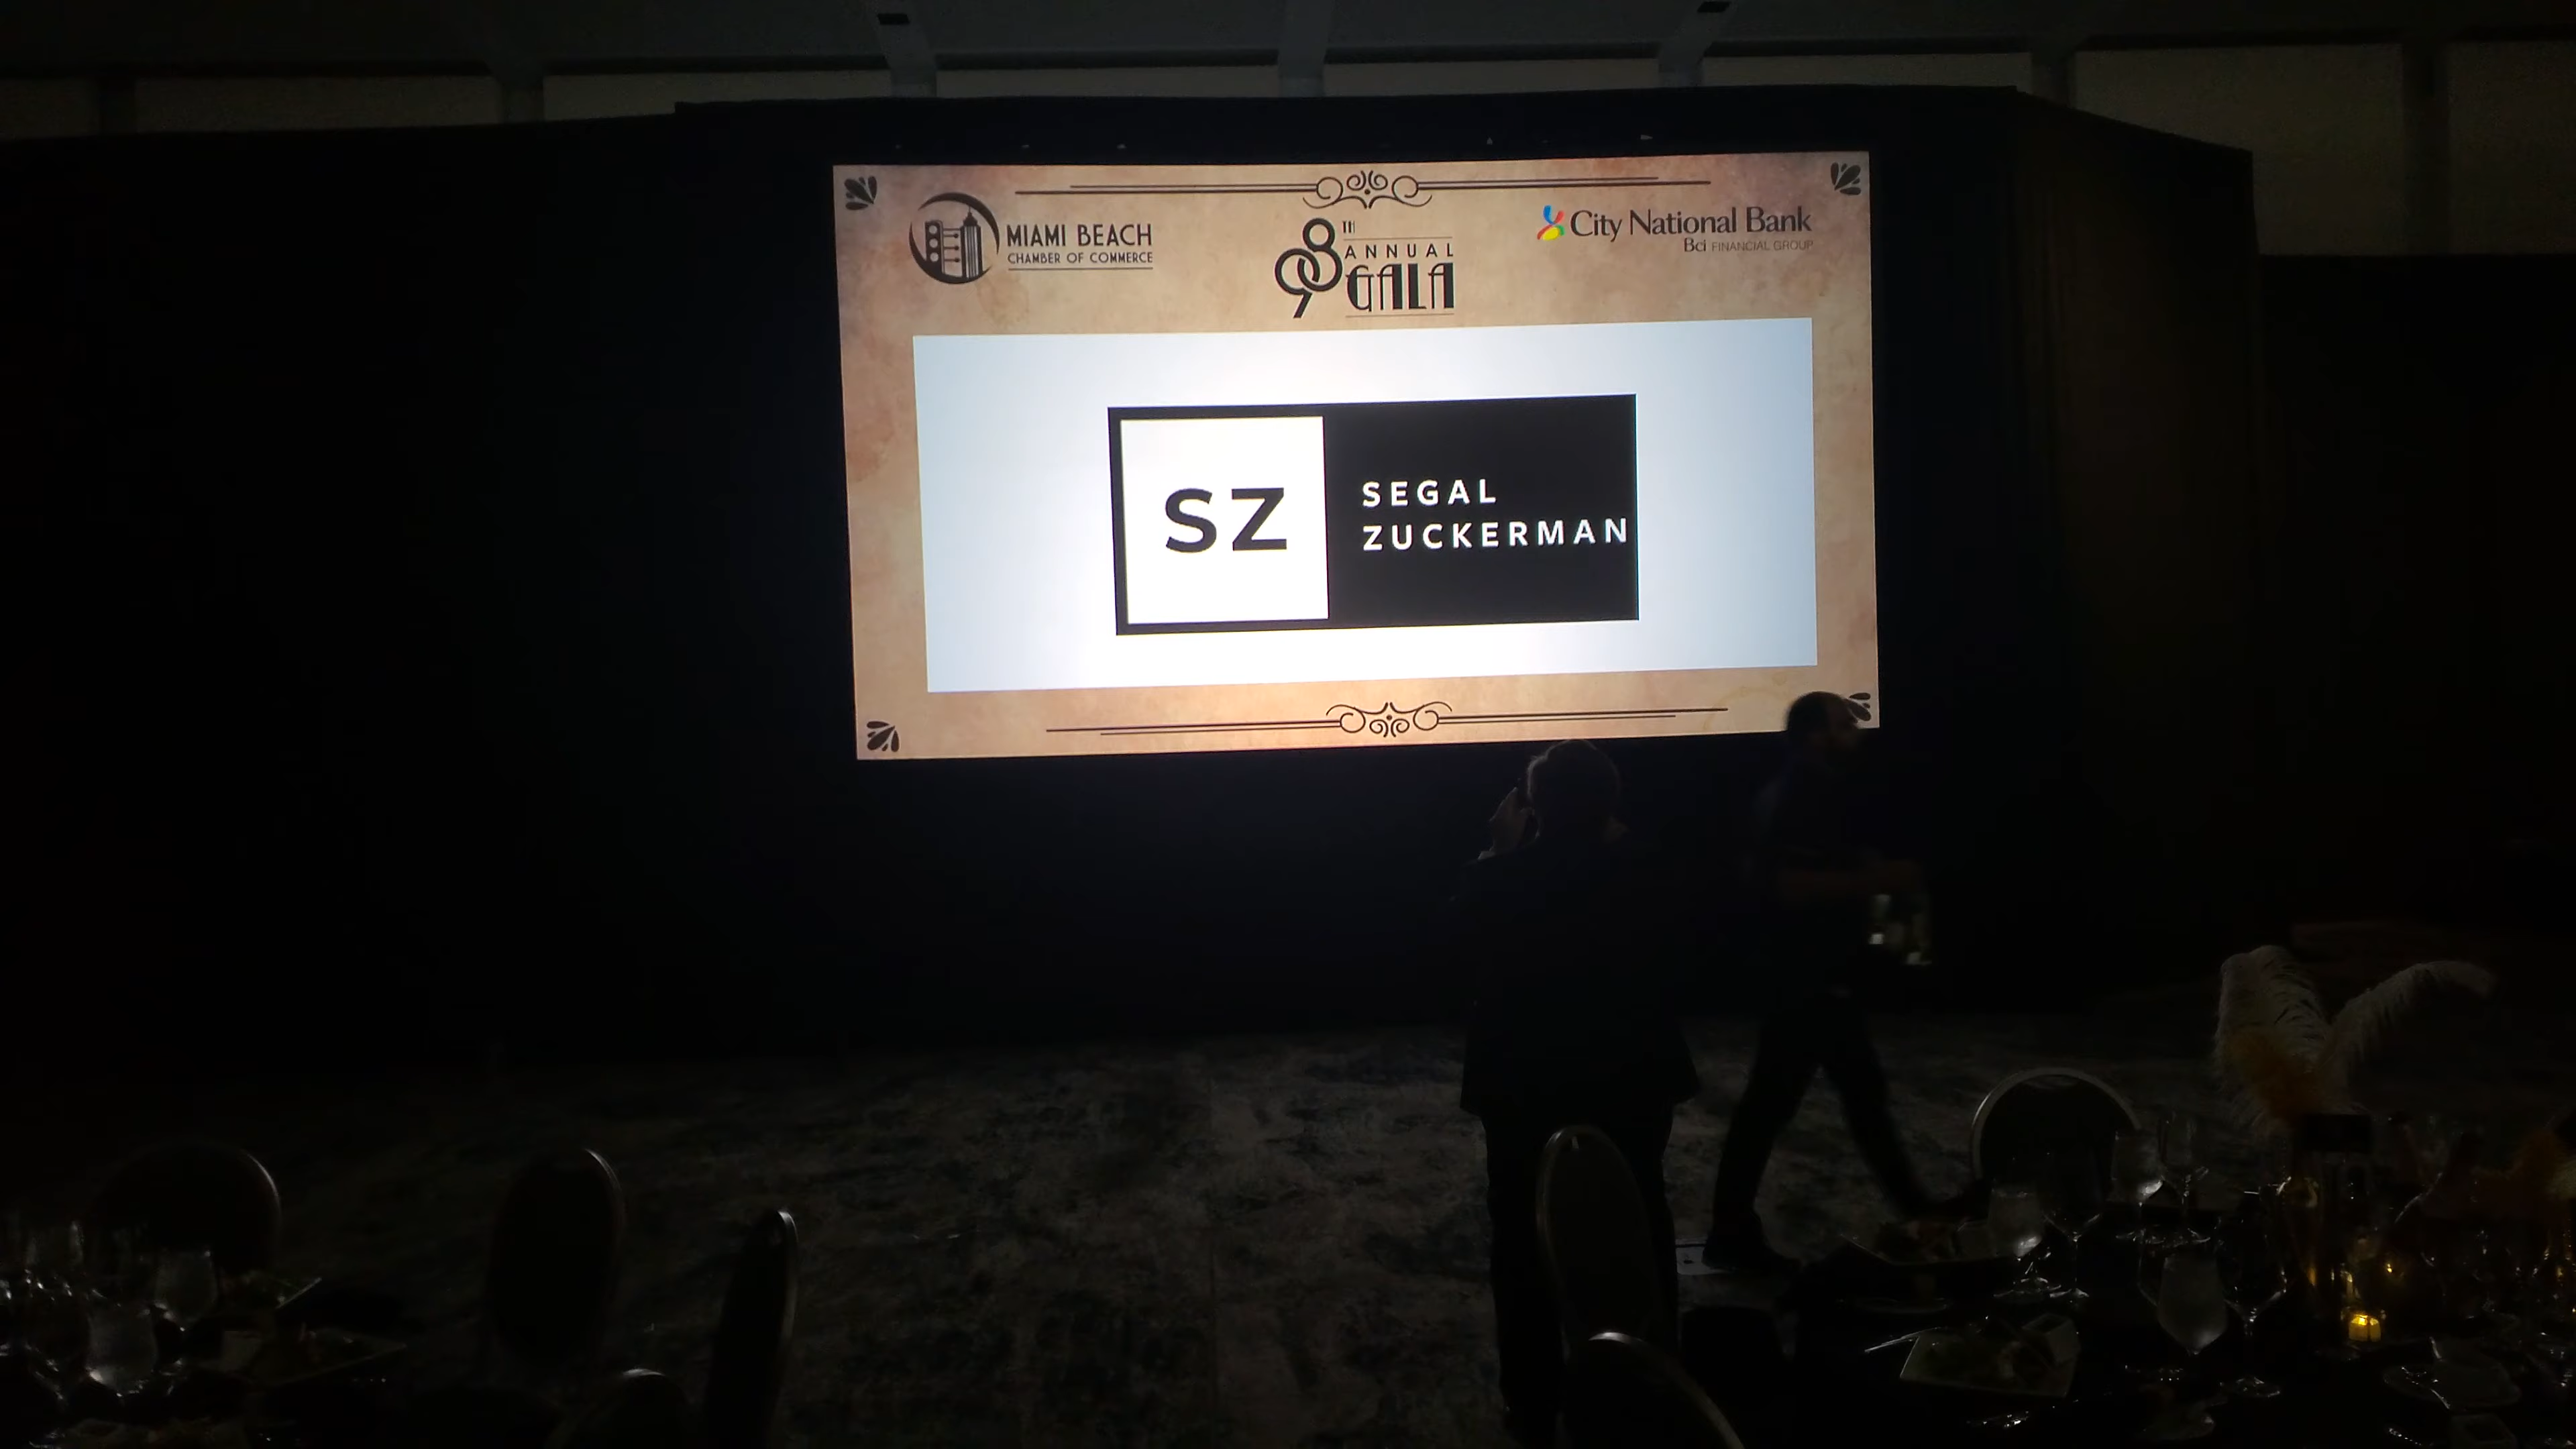 MIAMI BEACH
CHAMBER OF COMMERCE
98TH
ANNUAL
GALA
City National Bank
Bci FINANCIAL GROUP
SZ
SEGAL
ZUCKERMAN